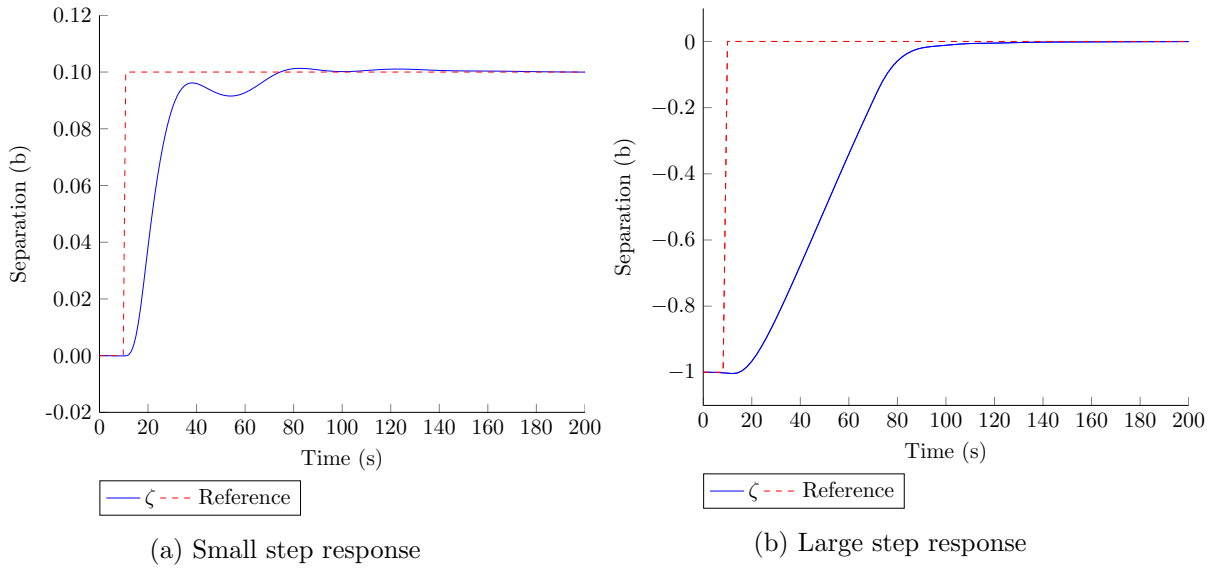 0.12
0.10
0.08
0.06
0.04
0.02
0.00
-0.02
Separation (b)
0 20 40 60 80 100 120 140 160 180 200
Time (s)
ζ Reference
(a) Small step response
0
−0.2
−0.4
−0.6
−0.8
−1
Separation (b)
0 20 40 60 80 100 120 140 160 180 200
Time (s)
ζ Reference
(b) Large step response